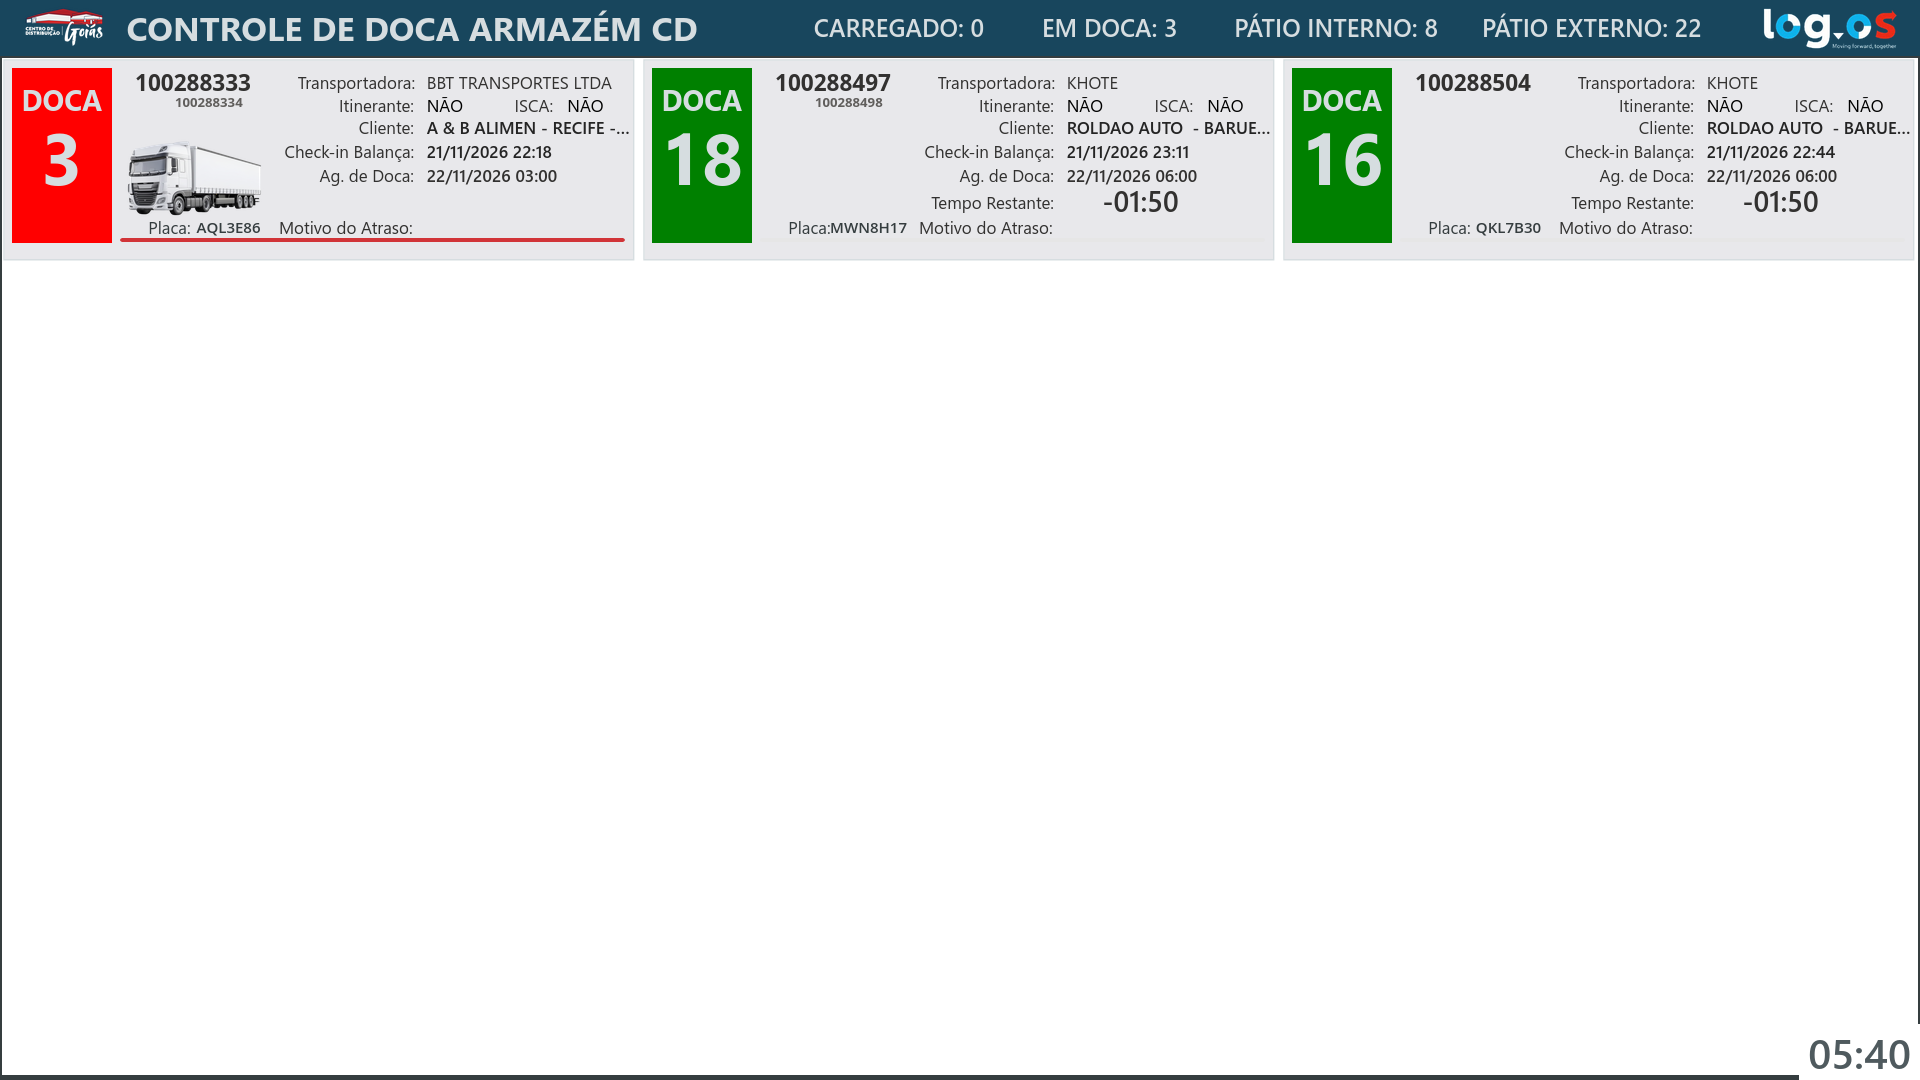 CENTRO DE DISTRIBUIÇÃO Goiás
CONTROLE DE DOCA ARMAZÉM CD
CARREGADO: 0
EM DOCA: 3
PÁTIO INTERNO: 8
PÁTIO EXTERNO: 22
log.os
Moving forward, together
DOCA
3
100288333
100288334
Transportadora: BBT TRANSPORTES LTDA
Itinerante: NÃO ISCA: NÃO
Cliente: A & B ALIMEN - RECIFE -...
Check-in Balança: 21/11/2026 22:18
Ag. de Doca: 22/11/2026 03:00
Placa: AQL3E86 Motivo do Atraso:
DOCA
18
100288497
100288498
Transportadora: KHOTE
Itinerante: NÃO ISCA: NÃO
Cliente: ROLDAO AUTO - BARUE...
Check-in Balança: 21/11/2026 23:11
Ag. de Doca: 22/11/2026 06:00
Tempo Restante: -01:50
Placa:MWN8H17 Motivo do Atraso:
DOCA
16
100288504
Transportadora: KHOTE
Itinerante: NÃO ISCA: NÃO
Cliente: ROLDAO AUTO - BARUE...
Check-in Balança: 21/11/2026 22:44
Ag. de Doca: 22/11/2026 06:00
Tempo Restante: -01:50
Placa: QKL7B30 Motivo do Atraso:
05:40